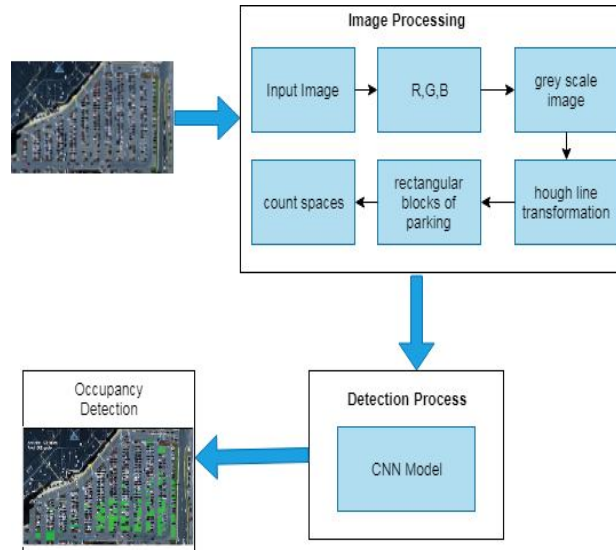 Image Processing
Input Image
R,G,B
grey scale
image
hough line
transformation
rectangular
blocks of
parking
count spaces
Detection Process
CNN Model
Occupancy
Detection